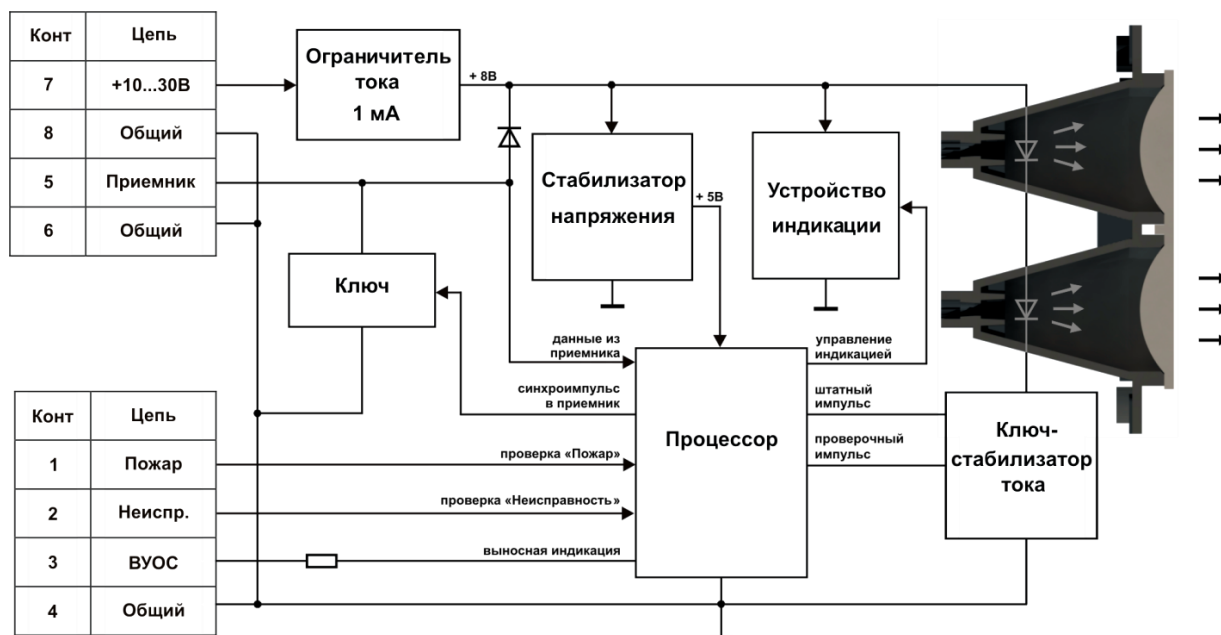 Конт Цепь
7 +10...30В
8 Общий
5 Приемник
6 Общий
Ограничитель
тока
1 мА
+ 8В
Стабилизатор
напряжения
+ 5В
Устройство
индикации
Ключ
данные из
приемника
синхроимпульс
в приемник
проверка «Пожар»
проверка «Неисправность»
выносная индикация
Процессор
управление
индикацией
штатный
импульс
проверочный
импульс
Ключ-
стабилизатор
тока
Конт Цепь
1 Пожар
2 Неиспр.
3 ВУОС
4 Общий